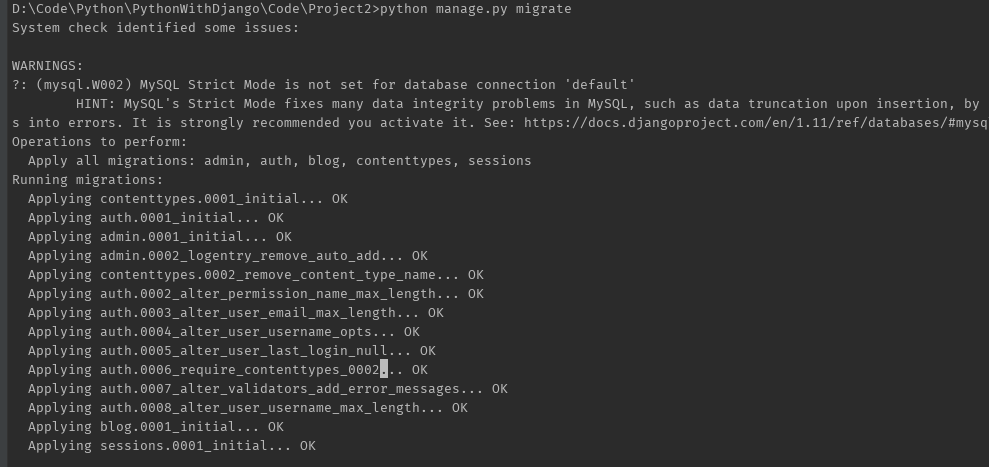 D:\Code\Python\PythonWithDjango\Code\Project2>python manage.py migrate
System check identified some issues:
WARNINGS:
?: (mysql.W002) MySQL Strict Mode is not set for database connection 'default'
        HINT: MySQL's Strict Mode fixes many data integrity problems in MySQL, such as data truncation upon insertion, by
s into errors. It is strongly recommended you activate it. See: https://docs.djangoproject.com/en/1.11/ref/databases/#mysq
Operations to perform:
  Apply all migrations: admin, auth, blog, contenttypes, sessions
Running migrations:
  Applying contenttypes.0001_initial... OK
  Applying auth.0001_initial... OK
  Applying admin.0001_initial... OK
  Applying admin.0002_logentry_remove_auto_add... OK
  Applying contenttypes.0002_remove_content_type_name... OK
  Applying auth.0002_alter_permission_name_max_length... OK
  Applying auth.0003_alter_user_email_max_length... OK
  Applying auth.0004_alter_user_username_opts... OK
  Applying auth.0005_alter_user_last_login_null... OK
  Applying auth.0006_require_contenttypes_0002... OK
  Applying auth.0007_alter_validators_add_error_messages... OK
  Applying auth.0008_alter_user_username_max_length... OK
  Applying blog.0001_initial... OK
  Applying sessions.0001_initial... OK